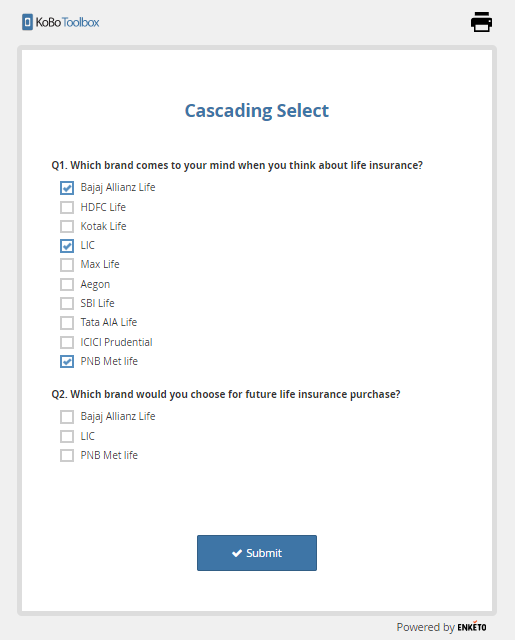 KoBoToolbox
Cascading Select
Q1. Which brand comes to your mind when you think about life insurance?
Bajaj Allianz Life
HDFC Life
Kotak Life
LIC
Max Life
Aegon
SBI Life
Tata AIA Life
ICICI Prudential
PNB Met life
Q2. Which brand would you choose for future life insurance purchase?
Bajaj Allianz Life
LIC
PNB Met life
Submit
Powered by ENKETO